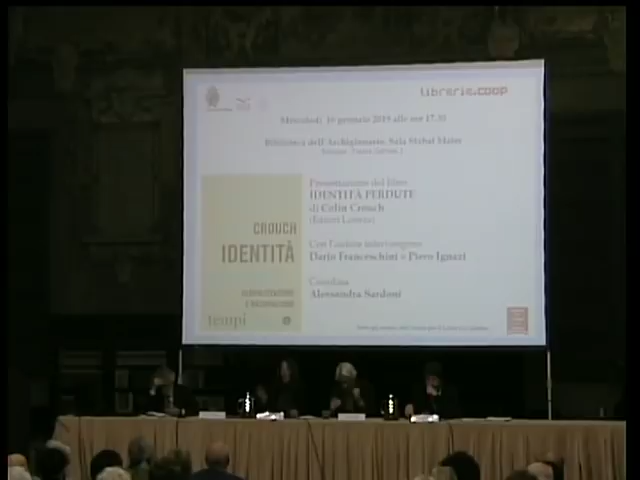 librerie.coop
Mercoledì 16 gennaio 2019 alle ore 17.30
Biblioteca dell'Archiginnasio, Sala Stabat Mater
Presentazione del libro
IDENTITÀ PERDUTE
di Colin Crouch
(Editori Laterza)
Con l'autore intervengono
Dario Franceschini e Piero Ignazi
Coordina
Alessandra Sardoni
CROUCH
IDENTITÀ
GLOBALIZZAZIONE
E NAZIONALISMO
tempi